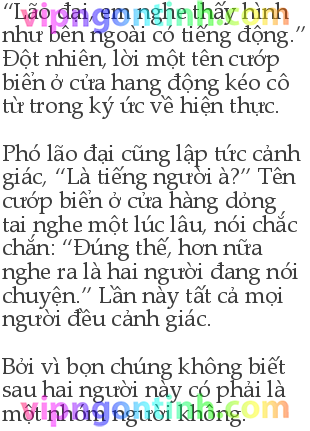 “Lão đại, em nghe thấy hình
như bên ngoài có tiếng động.”
Đột nhiên, lời một tên cướp
biển ở cửa hang động kéo cô
từ trong ký ức về hiện thực.
Phó lão đại cũng lập tức cảnh
giác, “Là tiếng người à?” Tên
cướp biển ở cửa hàng dỏng
tai nghe một lúc lâu, nói chắc
chắn: “Đúng thế, hơn nữa
nghe ra là hai người đang nói
chuyện.” Lần này tất cả mọi
người đều cảnh giác.
Bởi vì bọn chúng không biết
sau hai người này có phải là
một nhóm người không.
vipngontinh.com
vipngontinh.com